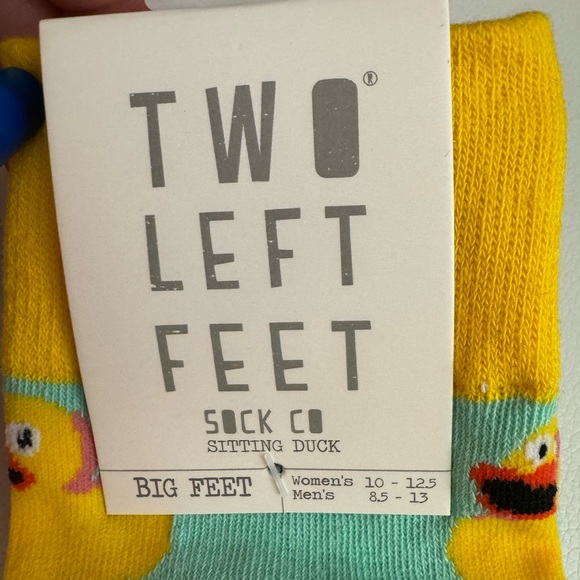 TWO®
LEFT
FEET
SOCK CO
SITTING DUCK
BIG FEET
Women's 10 - 12.5
Men's 8.5 - 13